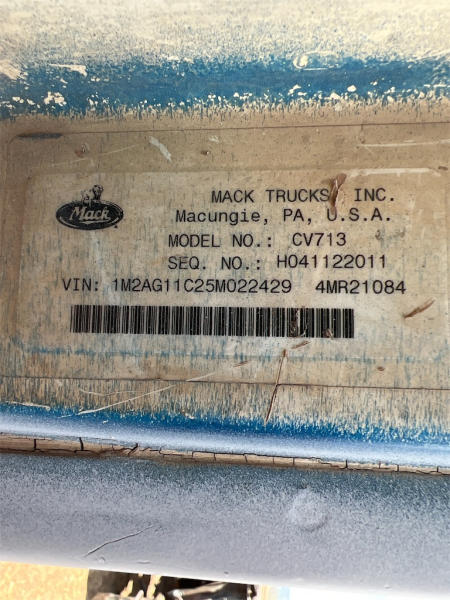 Mack
MACK TRUCKS, INC.
Macungie, PA, U.S.A.
MODEL NO.: CV713
SEQ. NO.: H041122011
VIN: 1M2AG11C25M022429 4MR21084